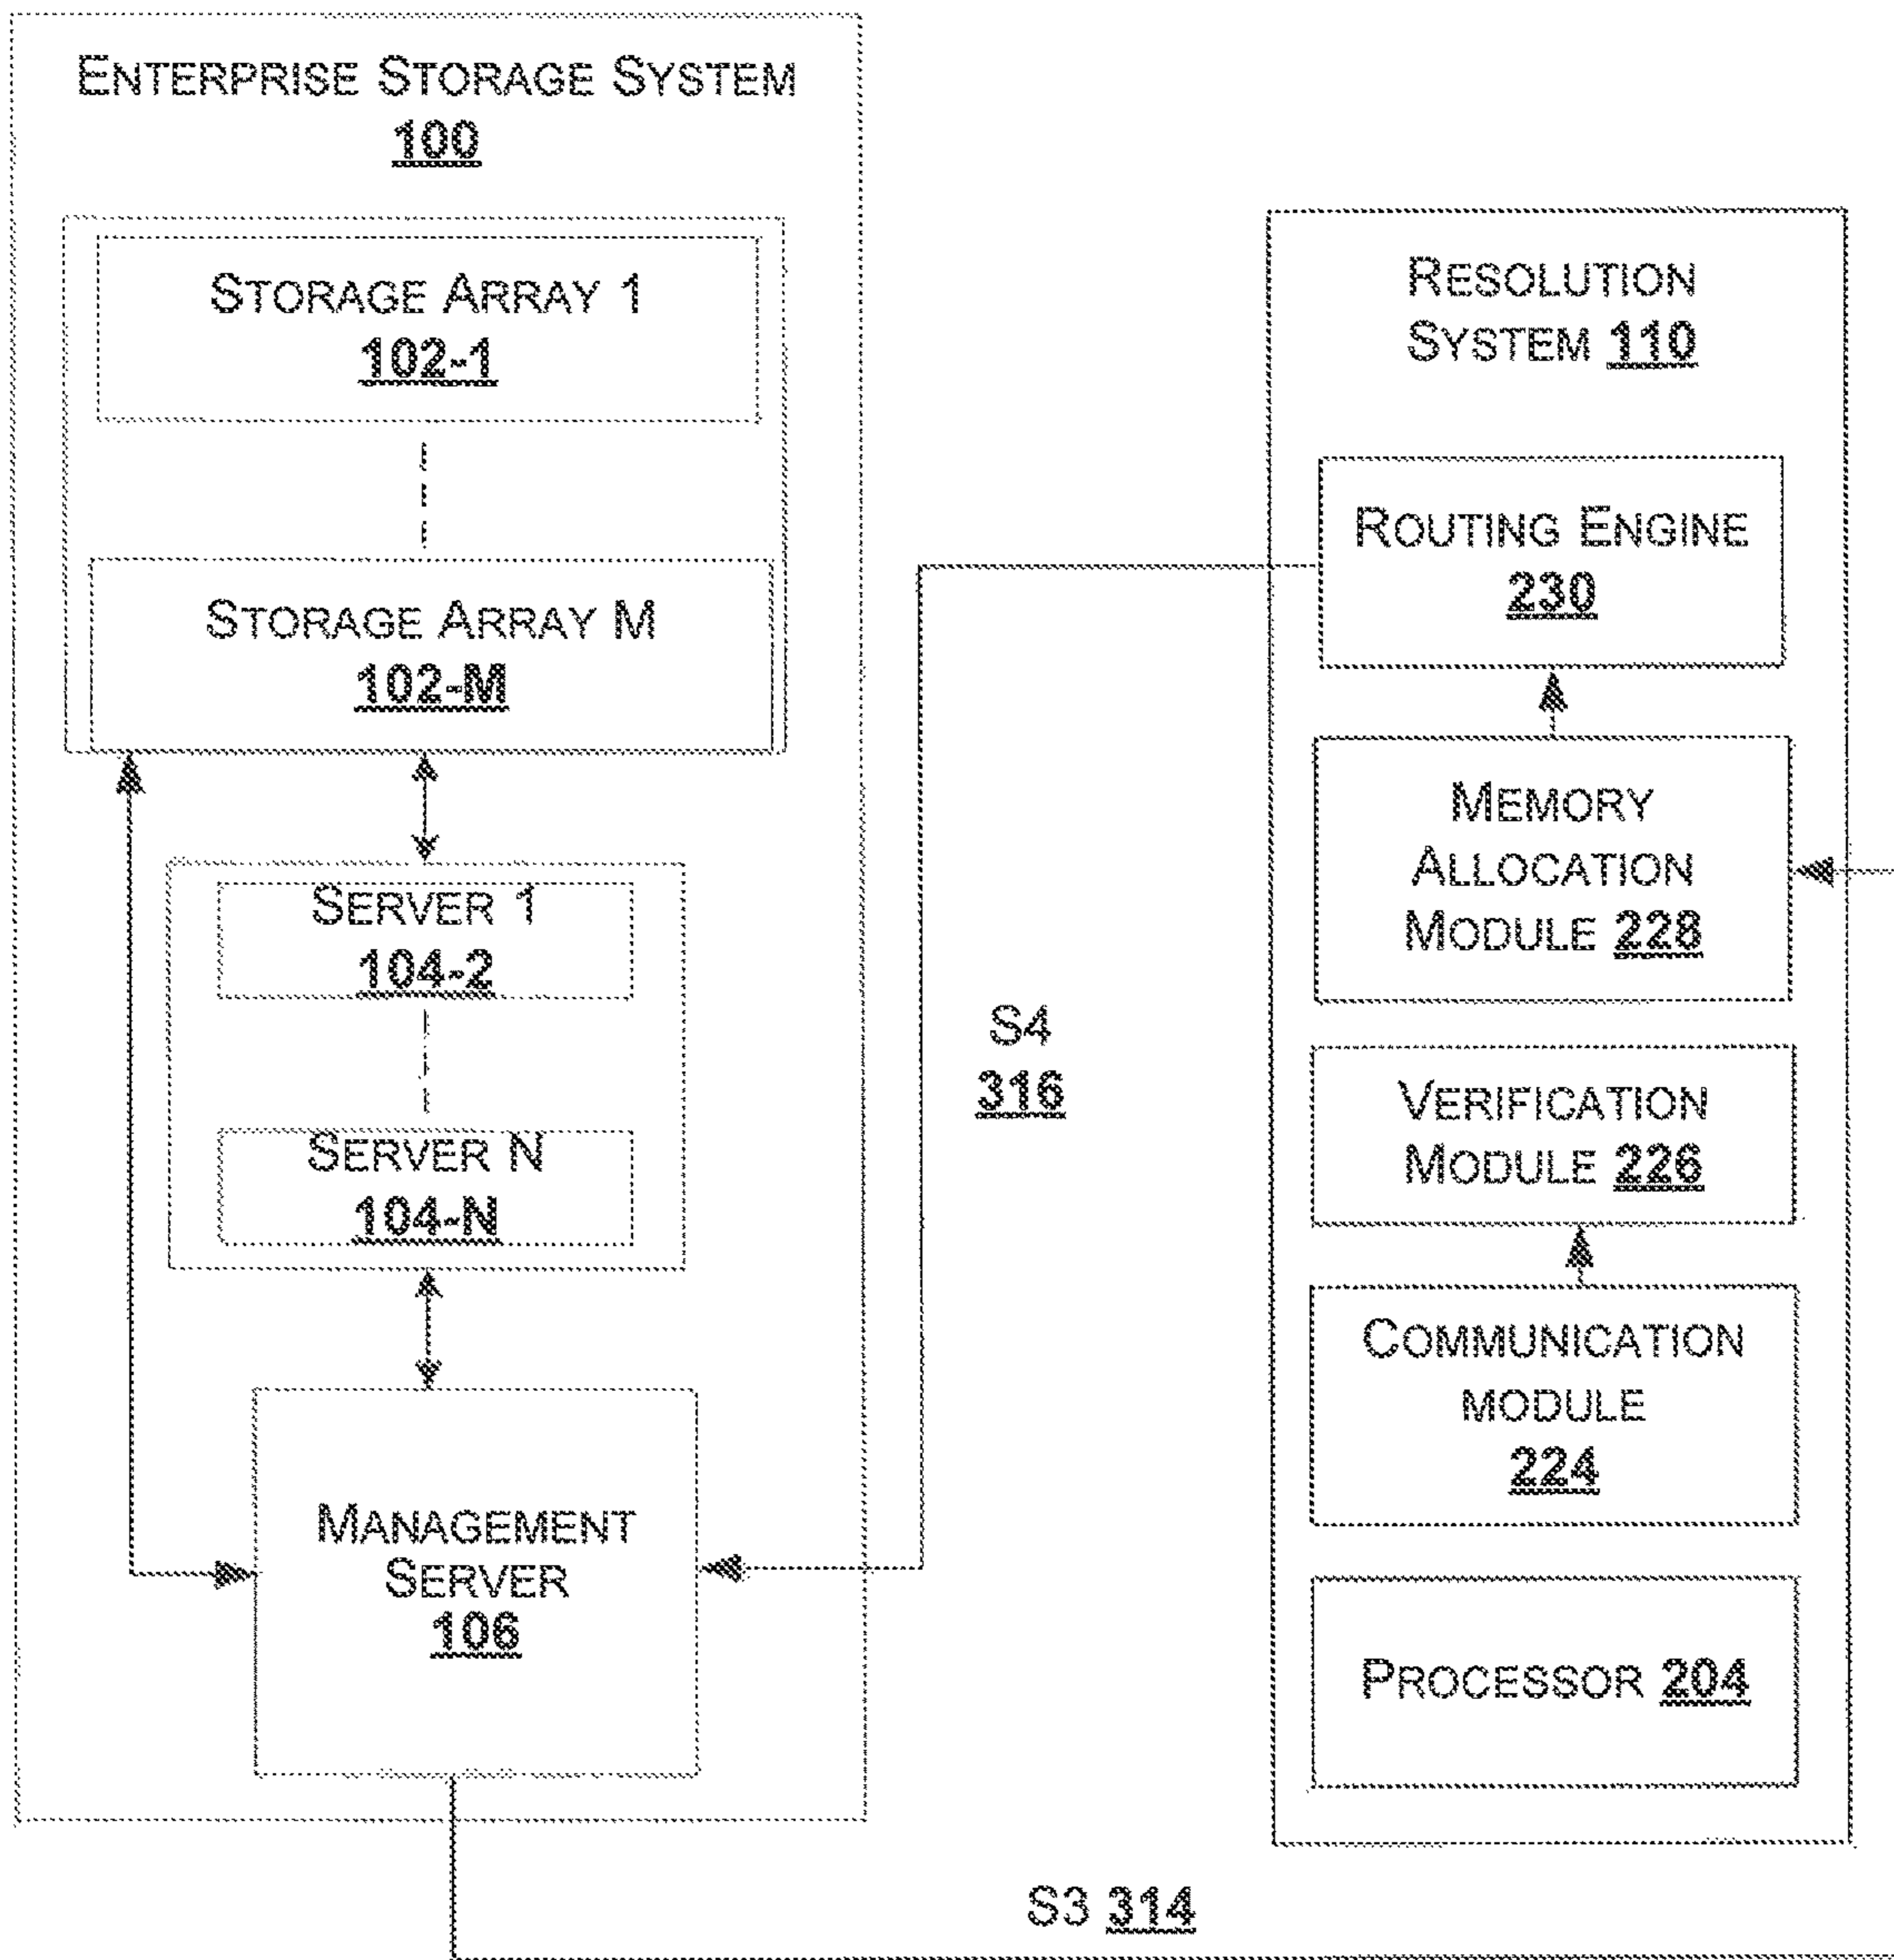 ENTERPRISE STORAGE SYSTEM
100
STORAGE ARRAY 1
102-1
STORAGE ARRAY M
102-M
SERVER 1
104-2
SERVER N
104-N
MANAGEMENT
SERVER
106
S4
316
S3 314
RESOLUTION
SYSTEM 110
ROUTING ENGINE
230
MEMORY
ALLOCATION
MODULE 228
VERIFICATION
MODULE 226
COMMUNICATION
MODULE
224
PROCESSOR 204